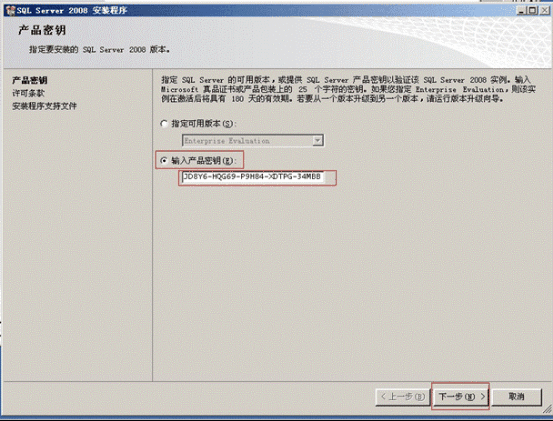 SQL Server 2008 安装程序
产品密钥
指定要安装的 SQL Server 2008 版本。
产品密钥
许可条款
安装程序支持文件
指定 SQL Server 的可用版本，或提供 SQL Server 产品密钥以验证该 SQL Server 2008 实例。输入
Microsoft 真品证书或产品包装上的 25 个字符的密钥。如果您指定 Enterprise Evaluation，则该实
例在激活后将具有 180 天的有效期。若要从一个版本升级到另一个版本，请运行版本升级向导。
指定可用版本(S):
Enterprise Evaluation
输入产品密钥(E):
JD8Y6-HQG69-P9H84-XDTPG-34MBB
< 上一步(B) 下一步(N) > 取消